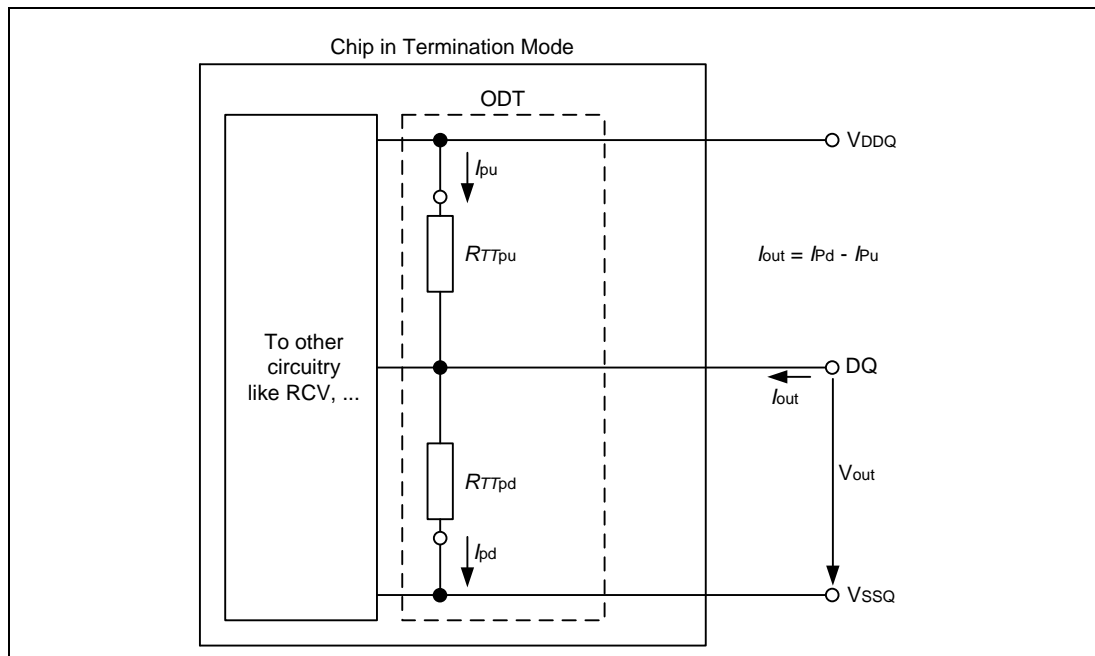 Chip in Termination Mode
ODT
VDDQ
Ipu
RTTpu
Iout = IPd - IPu
To other
circuitry
like RCV, ...
DQ
Iout
RTTpd
Vout
Ipd
VSSQ